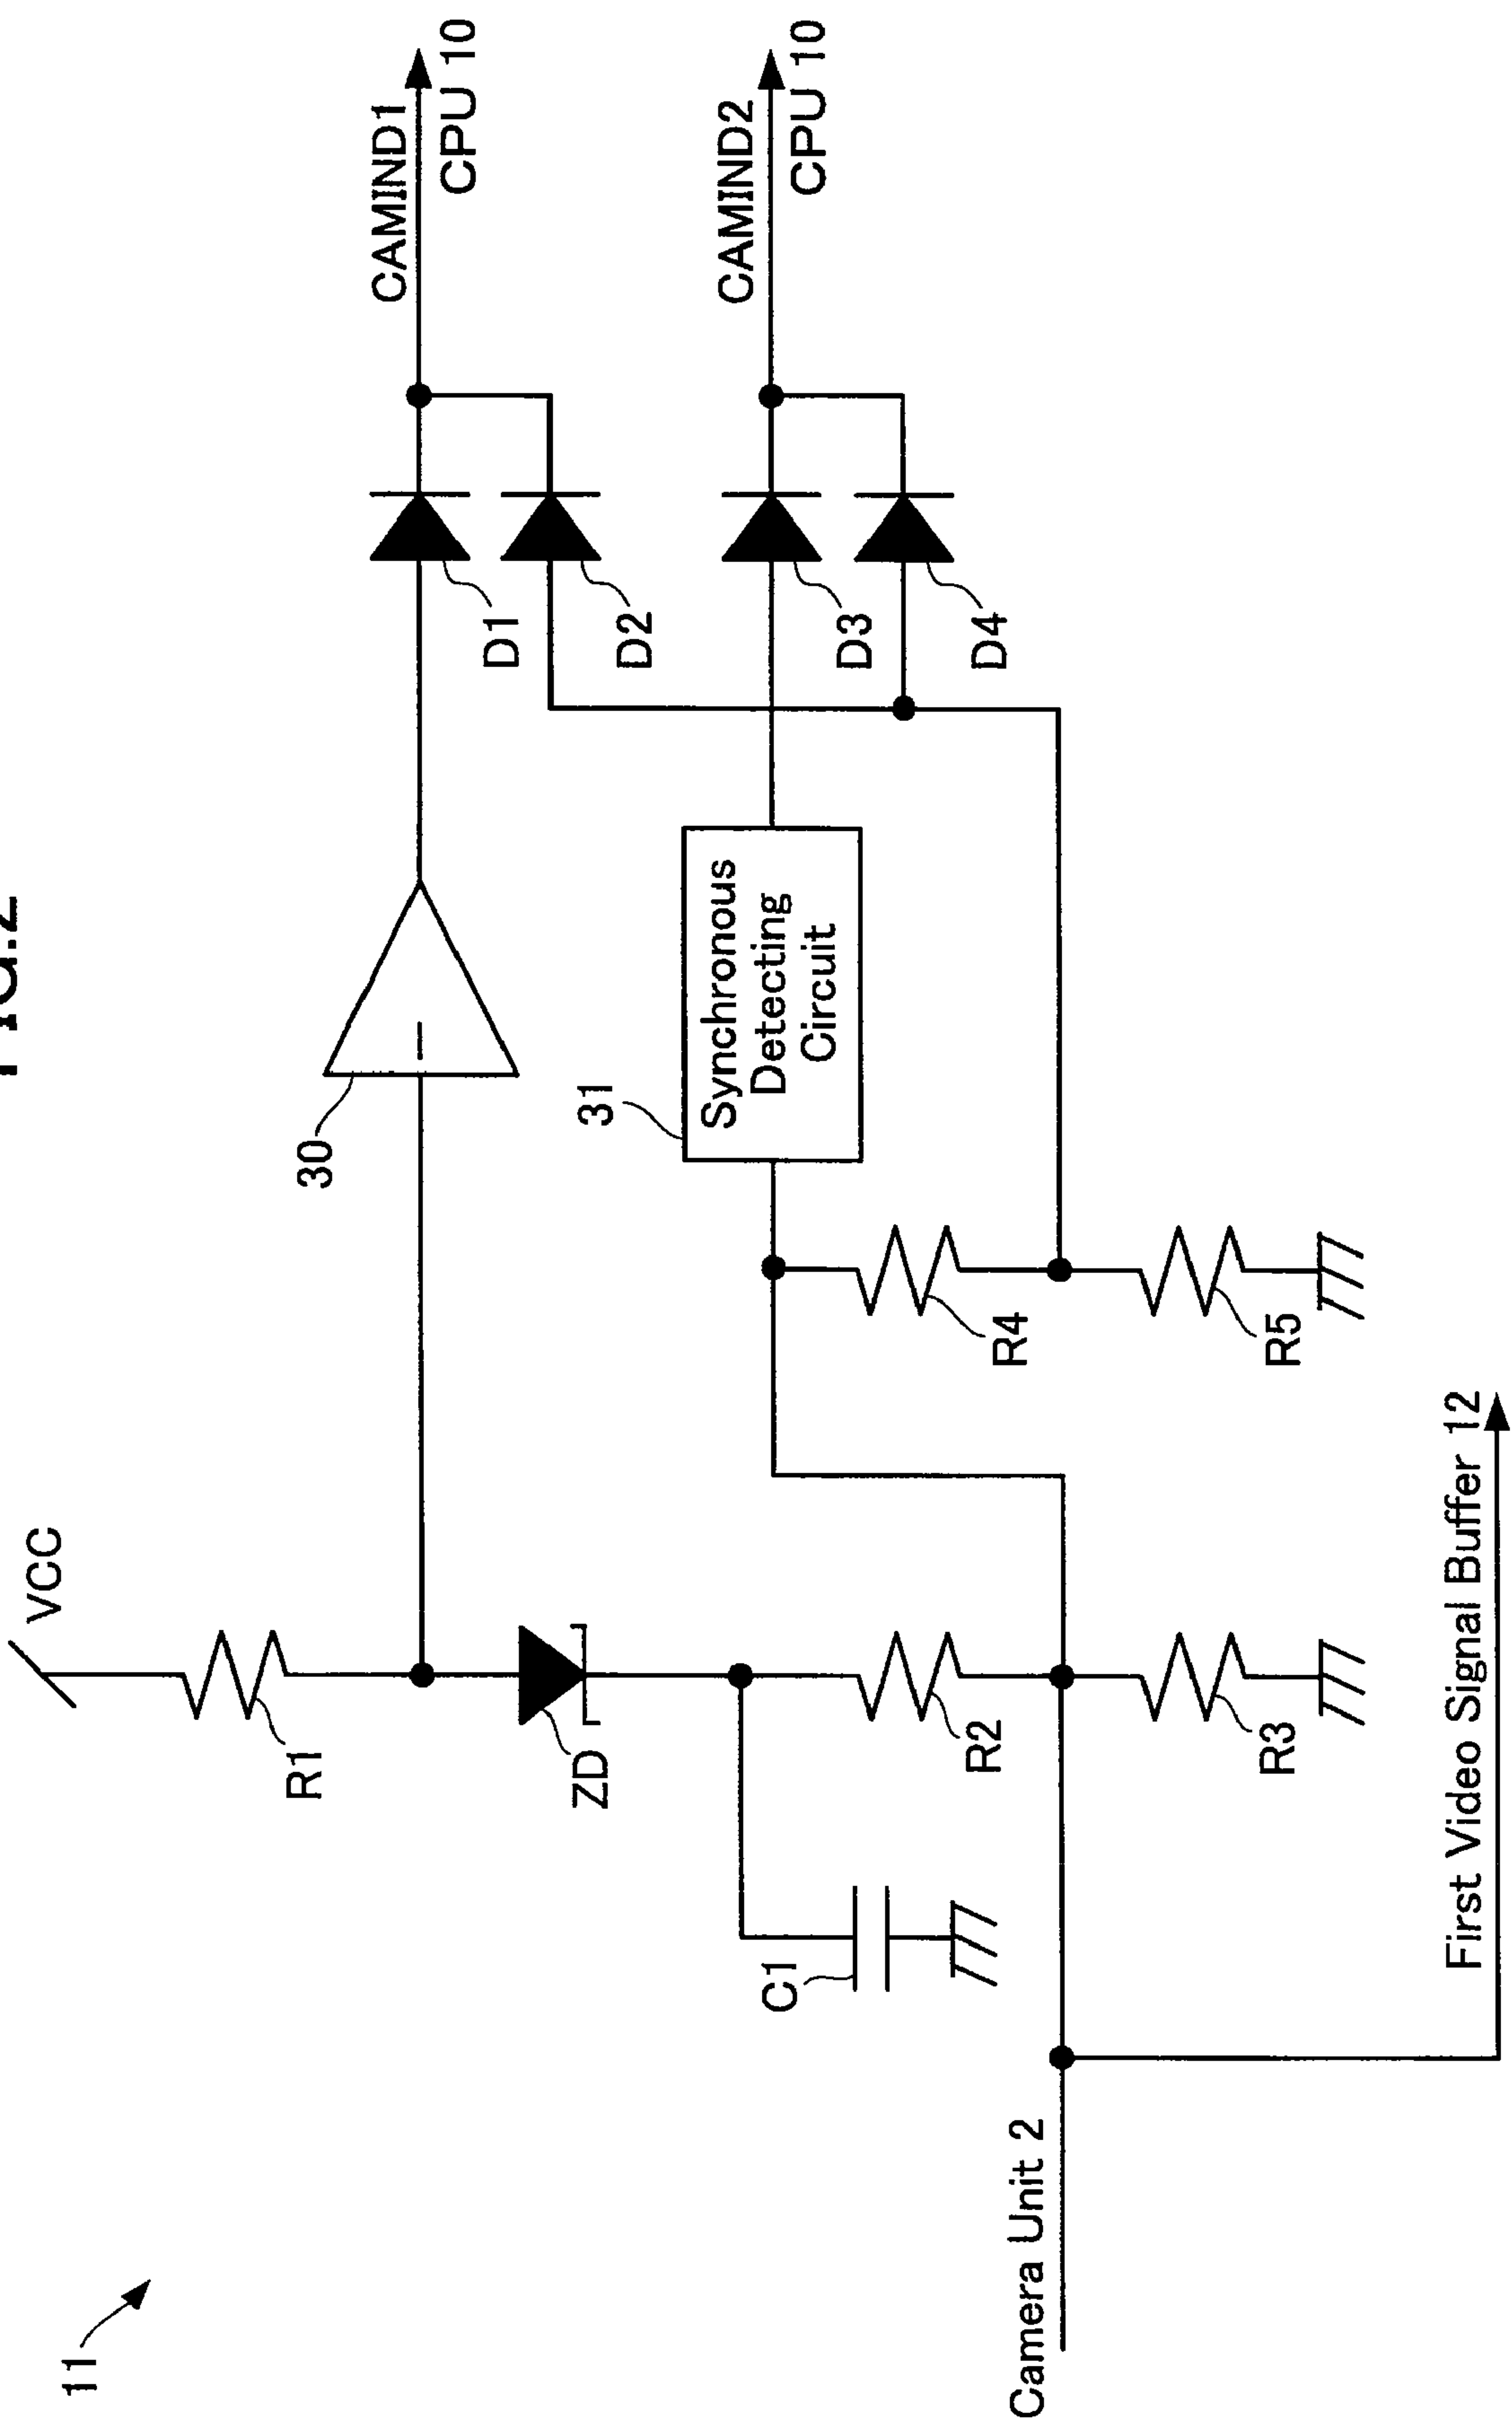 FIG.2
11
VCC
R1
30
CAMIND1
CPU 10
D1
D2
ZD
31
Synchronous
Detecting
Circuit
CAMIND2
CPU 10
D3
D4
C1
R2
R4
Camera Unit 2
R3
R5
First Video Signal Buffer 12